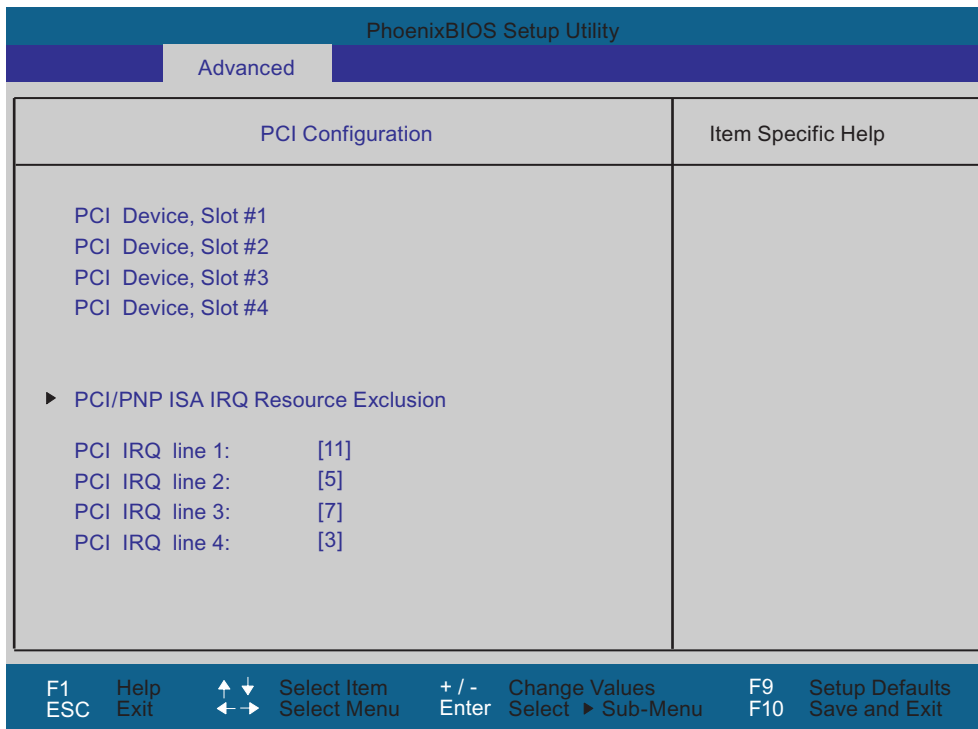 PhoenixBIOS Setup Utility
Advanced
PCI Configuration
Item Specific Help
PCI Device, Slot #1
PCI Device, Slot #2
PCI Device, Slot #3
PCI Device, Slot #4
PCI/PNP ISA IRQ Resource Exclusion
PCI IRQ line 1: [11]
PCI IRQ line 2: [5]
PCI IRQ line 3: [7]
PCI IRQ line 4: [3]
F1 Help Select Item + / - Change Values F9 Setup Defaults
ESC Exit Select Menu Enter Select Sub-Menu F10 Save and Exit